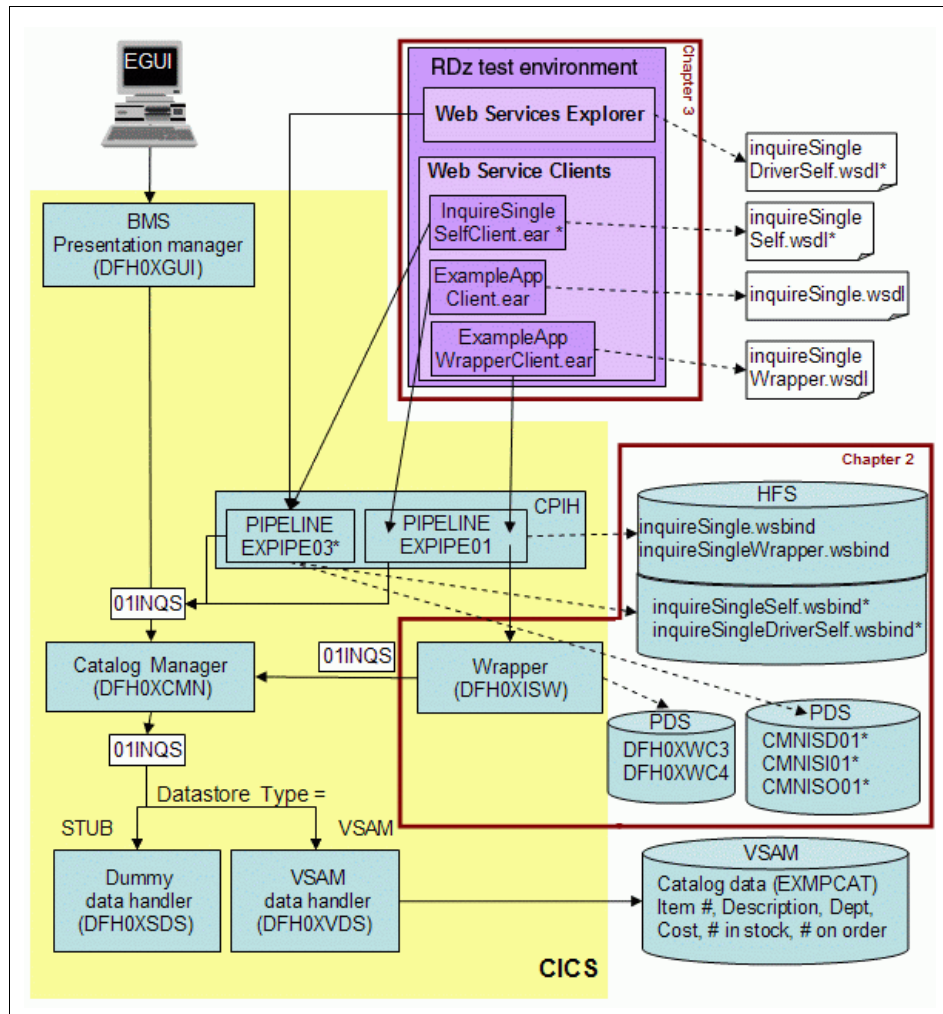 EGUI
RDz test environment
Chapter 3
Web Services Explorer
Web Service Clients
InquireSingle
SelfClient.ear *
ExampleApp
Client.ear
ExampleApp
WrapperClient.ear
inquireSingle
DriverSelf.wsdl*
inquireSingle
Self.wsdl*
inquireSingle.wsdl
inquireSingle
Wrapper.wsdl
BMS
Presentation manager
(DFH0XGUI)
CPIH
PIPELINE
EXPIPE03*
PIPELINE
EXPIPE01
Chapter 2
HFS
inquireSingle.wsbind
inquireSingleWrapper.wsbind
inquireSingleSelf.wsbind*
inquireSingleDriverSelf.wsbind*
01INQS
Catalog Manager
(DFH0XCMN)
01INQS
Wrapper
(DFH0XISW)
PDS
DFH0XWC3
DFH0XWC4
PDS
CMNISD01*
CMNISI01*
CMNISO01*
01INQS
Datastore Type =
STUB
VSAM
Dummy
data handler
(DFH0XSDS)
VSAM
data handler
(DFH0XVDS)
VSAM
Catalog data (EXMPCAT)
Item #, Description, Dept,
Cost, # in stock, # on order
CICS